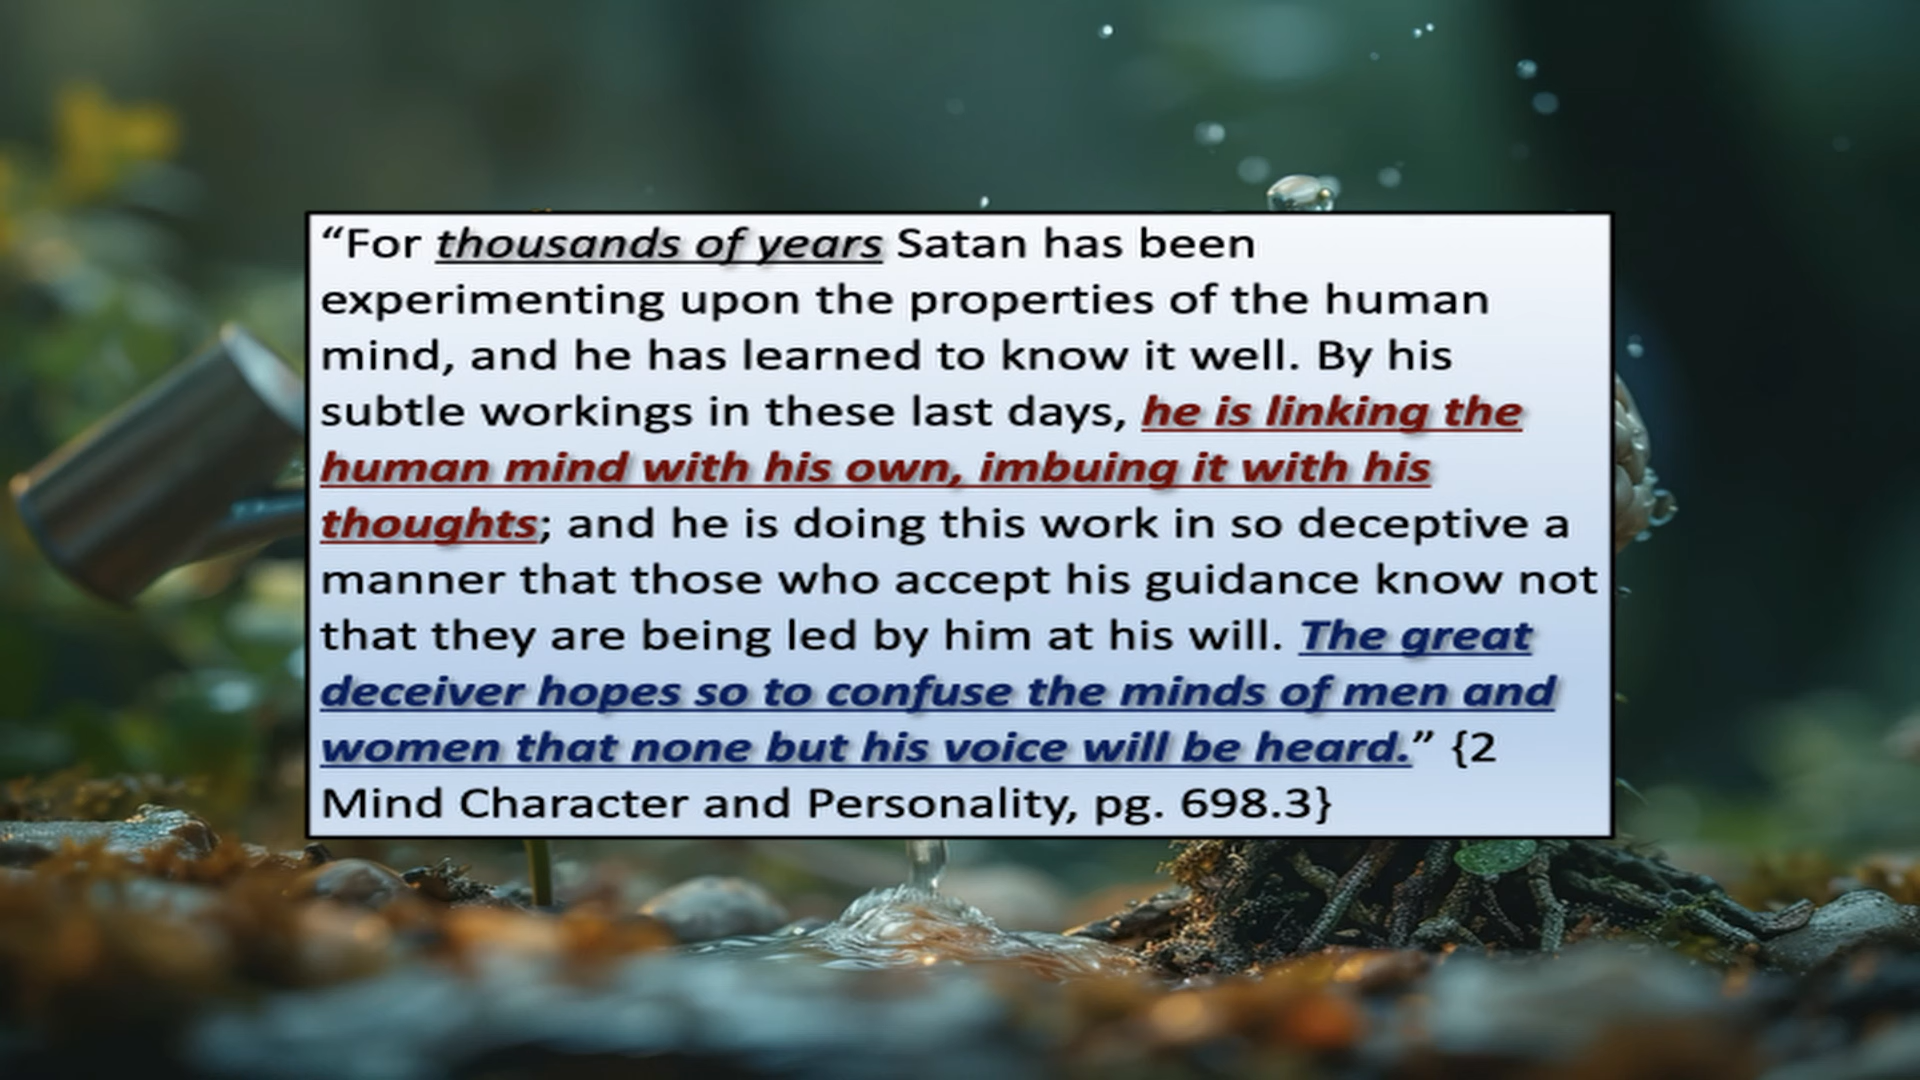 “For thousands of years Satan has been
experimenting upon the properties of the human
mind, and he has learned to know it well. By his
subtle workings in these last days, he is linking the
human mind with his own, imbuing it with his
thoughts; and he is doing this work in so deceptive a
manner that those who accept his guidance know not
that they are being led by him at his will. The great
deceiver hopes so to confuse the minds of men and
women that none but his voice will be heard.” {2
Mind Character and Personality, pg. 698.3}